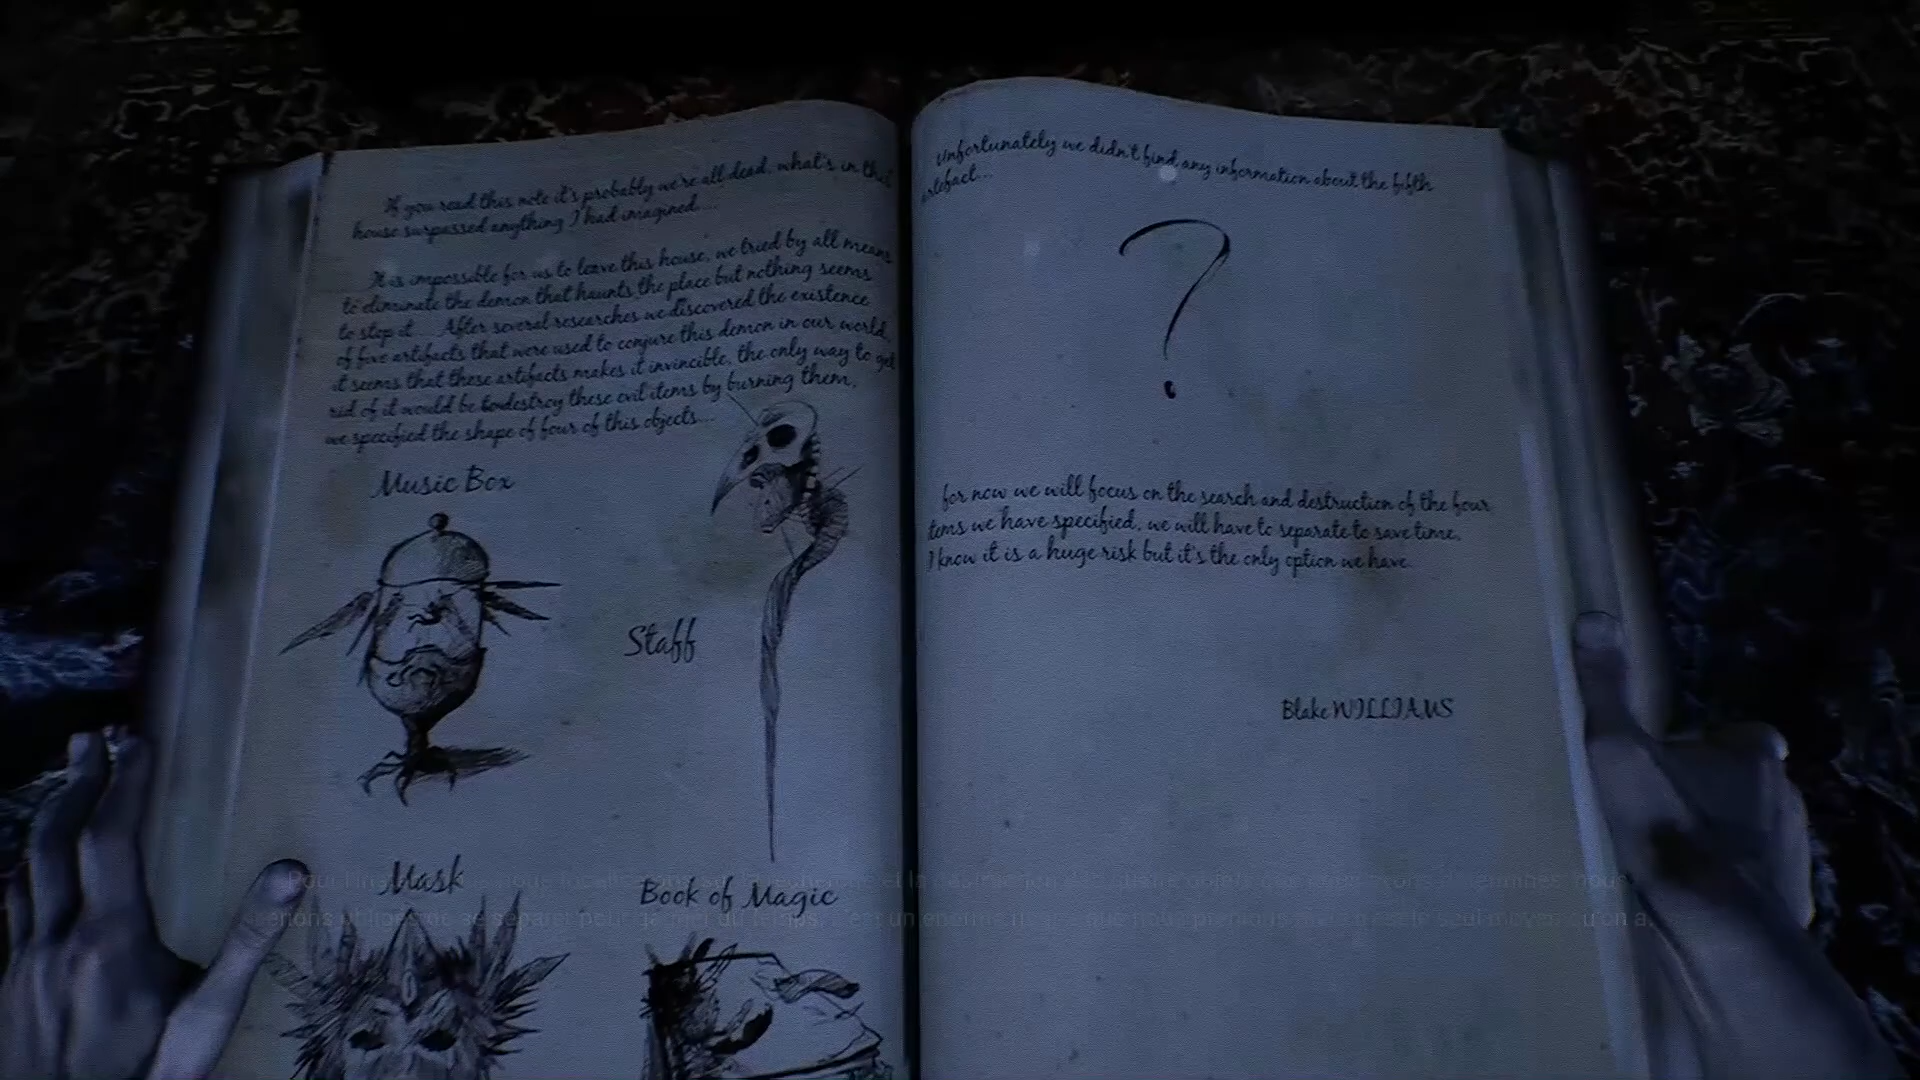 If you read this note it's probably we're all dead, what's in this
house surpassed anything I had imagined....
It is impossible for us to leave this house, we tried by all means
to eliminate the demon that haunts the place but nothing seems
to stop it.... After several researches we discovered the existence
of five artifacts that were used to conjure this demon in our world,
it seems that these artifacts makes it invincible, the only way to get
rid of it would be to destroy these evil items by burning them,
we specified the shape of four of this objects...
Music Box
Staff
Mask
Book of Magic
Unfortunately we didn't find any information about the fifth
artefact...
?
for now we will focus on the search and destruction of the four
items we have specified, we will have to separate to save time,
I know it is a huge risk but it's the only option we have.
Blake WILLIAMS